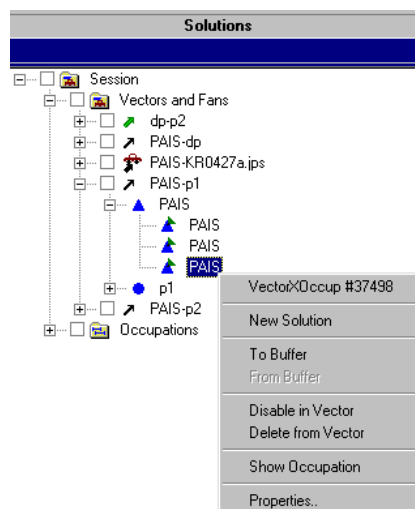 Solutions
Session
Vectors and Fans
dp-p2
PAIS-dp
PAIS-KR0427a.jps
PAIS-p1
PAIS
PAIS
PAIS
PAIS
p1
PAIS-p2
Occupations
VectorXOccup #37498
New Solution
To Buffer
From Buffer
Disable in Vector
Delete from Vector
Show Occupation
Properties..